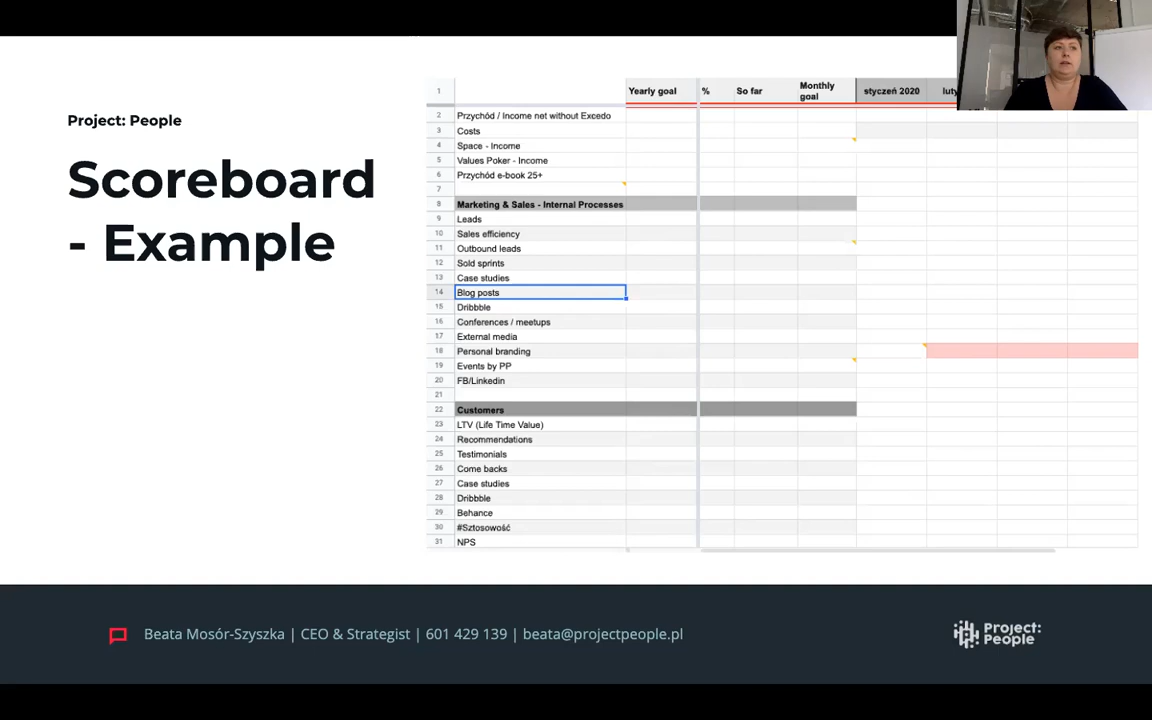 Project: People
Scoreboard
- Example
1 Yearly goal % So far Monthly goal styczeń 2020
2 Przychód / Income net without Excedo
3 Costs
4 Space - Income
5 Values Poker - Income
6 Przychód e-book 25+
7
8 Marketing & Sales - Internal Processes
9 Leads
10 Sales efficiency
11 Outbound leads
12 Sold sprints
13 Case studies
14 Blog posts
15 Dribbble
16 Conferences / meetups
17 External media
18 Personal branding
19 Events by PP
20 FB/Linkedin
21
22 Customers
23 LTV (Life Time Value)
24 Recommendations
25 Testimonials
26 Come backs
27 Case studies
28 Dribbble
29 Behance
30 #Sztosowość
31 NPS
Beata Mosór-Szyszka | CEO & Strategist | 601 429 139 | beata@projectpeople.pl
Project:
People